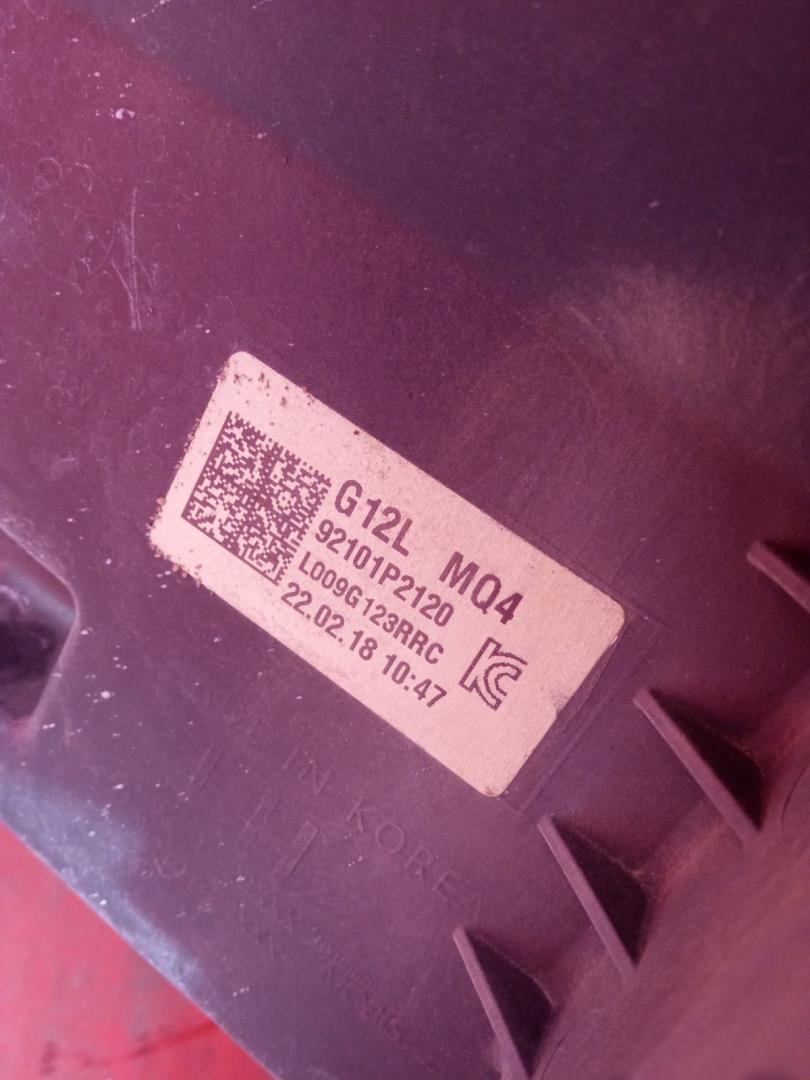 G12L MQ4
92101P2120
L009G123RRC
22.02.18 10:47
IN KOREA